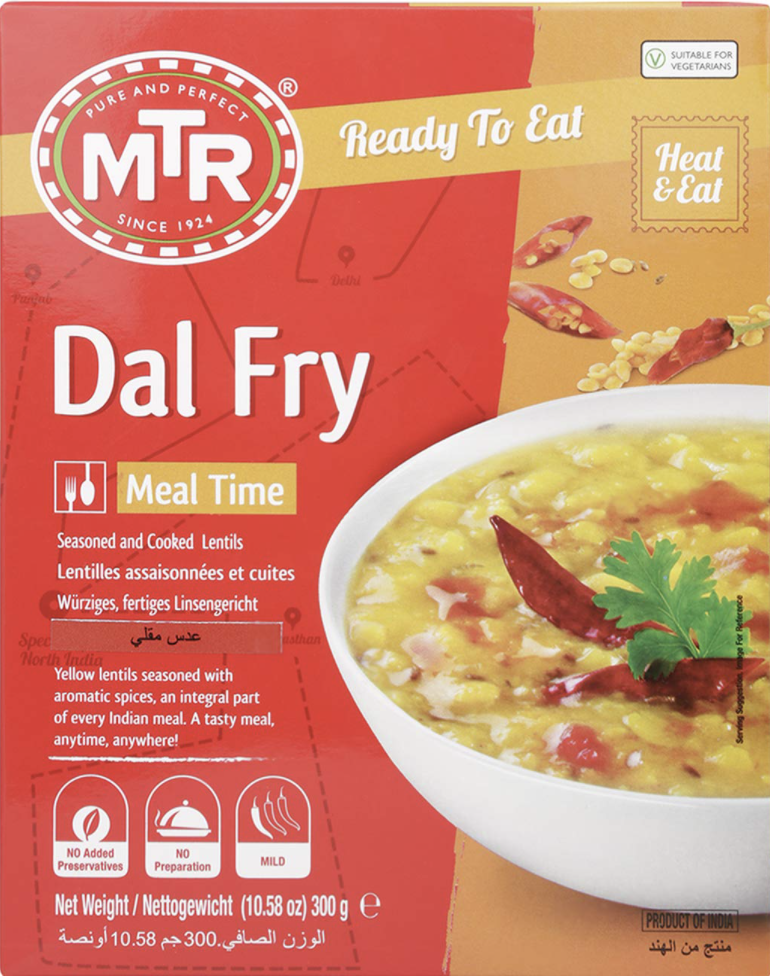 PURE AND PERFECT
MTR
SINCE 1924
®
Ready To Eat
SUITABLE FOR
VEGETARIANS
Heat
& Eat
Punjab
Delhi
Dal Fry
Meal Time
Seasoned and Cooked Lentils
Lentilles assaisonnées et cuites
Würziges, fertiges Linsengericht
عدس مقلي
North India
Yellow lentils seasoned with
aromatic spices, an integral part
of every Indian meal. A tasty meal,
anytime, anywhere!
Serving Suggestion. Image For Reference
NO Added
Preservatives
NO
Preparation
MILD
Net Weight / Nettogewicht (10.58 oz) 300 g ℮
الوزن الصافي.300جم 10.58أونصة
PRODUCT OF INDIA
منتج من الهند